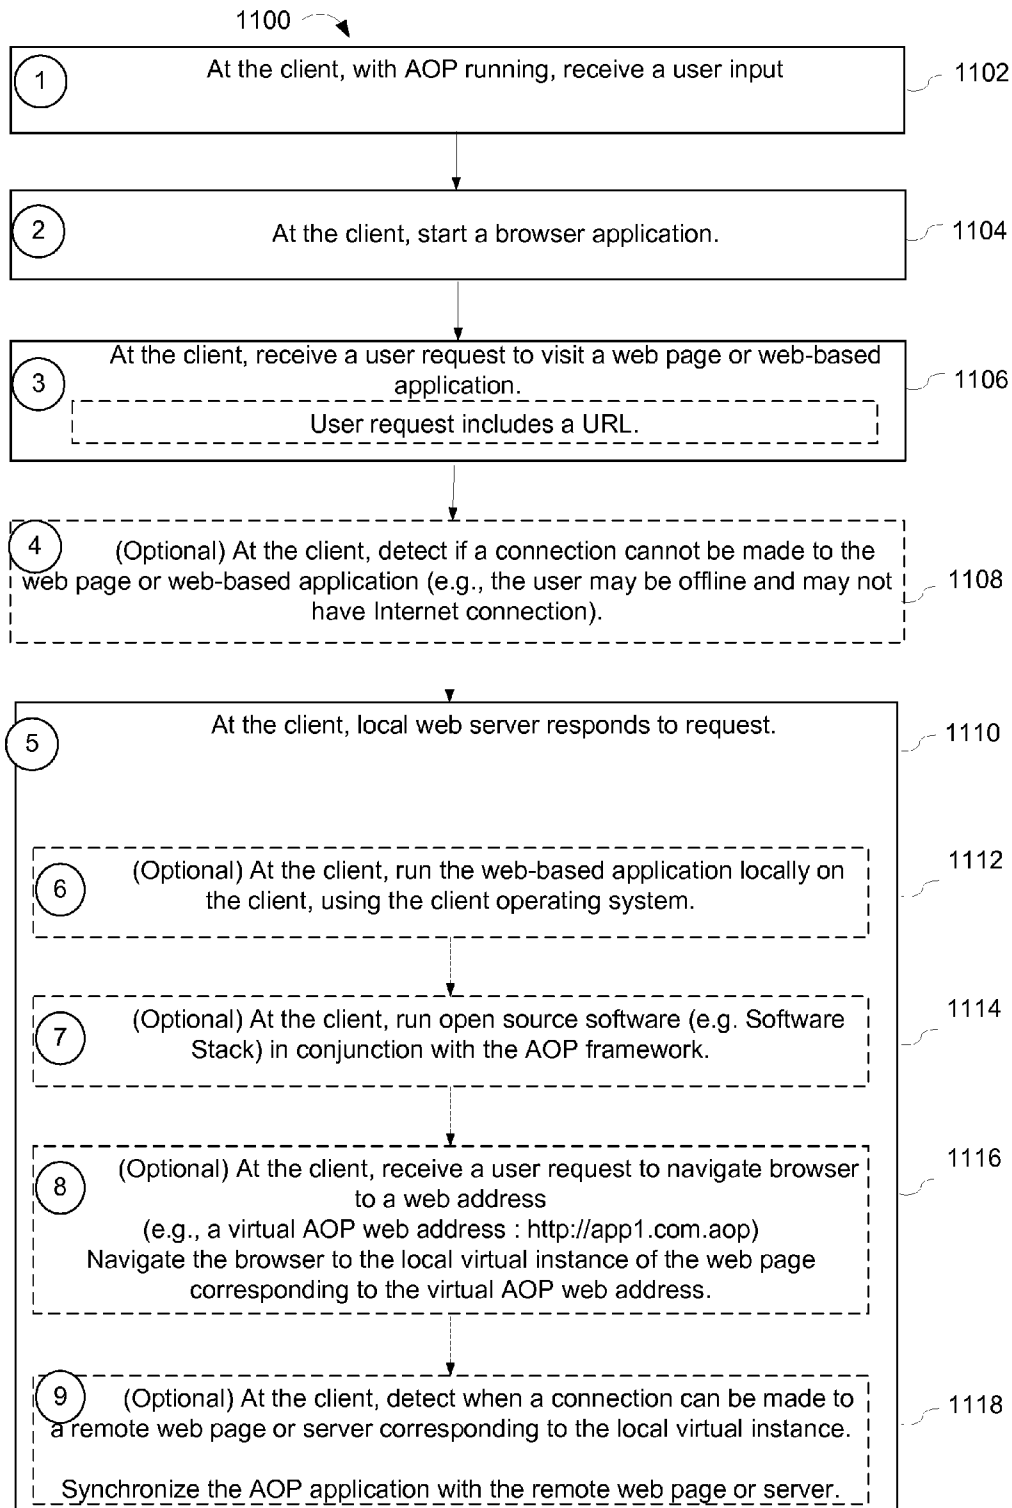 1100
1
At the client, with AOP running, receive a user input
1102
2
At the client, start a browser application.
1104
3
At the client, receive a user request to visit a web page or web-based
application.
User request includes a URL.
1106
4
(Optional) At the client, detect if a connection cannot be made to the
web page or web-based application (e.g., the user may be offline and may not
have Internet connection).
1108
5
At the client, local web server responds to request.
1110
6
(Optional) At the client, run the web-based application locally on
the client, using the client operating system.
1112
7
(Optional) At the client, run open source software (e.g. Software
Stack) in conjunction with the AOP framework.
1114
8
(Optional) At the client, receive a user request to navigate browser
to a web address
(e.g., a virtual AOP web address : http://app1.com.aop)
Navigate the browser to the local virtual instance of the web page
corresponding to the virtual AOP web address.
1116
9
(Optional) At the client, detect when a connection can be made to
a remote web page or server corresponding to the local virtual instance.
Synchronize the AOP application with the remote web page or server.
1118